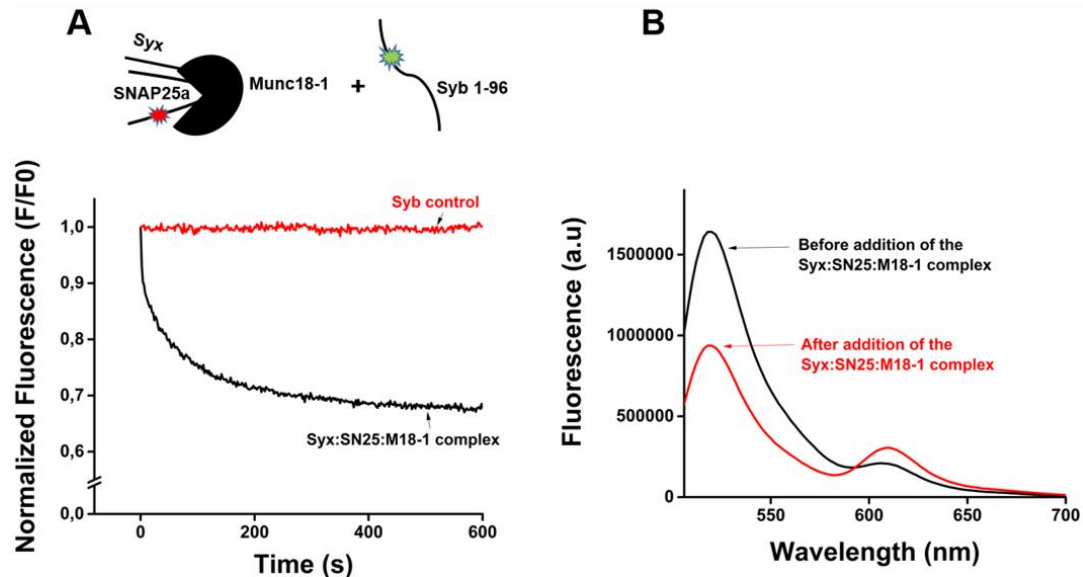 A
Syx
SNAP25a
Munc18-1
+
Syb 1-96
Normalized Fluorescence (F/F0)
1,0
0,9
0,8
0,7
0,6
0,0
Syb control
Syx:SN25:M18-1 complex
0
200
400
600
Time (s)
B
Fluorescence (a.u)
1500000
1000000
500000
0
Before addition of the
Syx:SN25:M18-1 complex
After addition of the
Syx:SN25:M18-1 complex
550
600
650
700
Wavelength (nm)